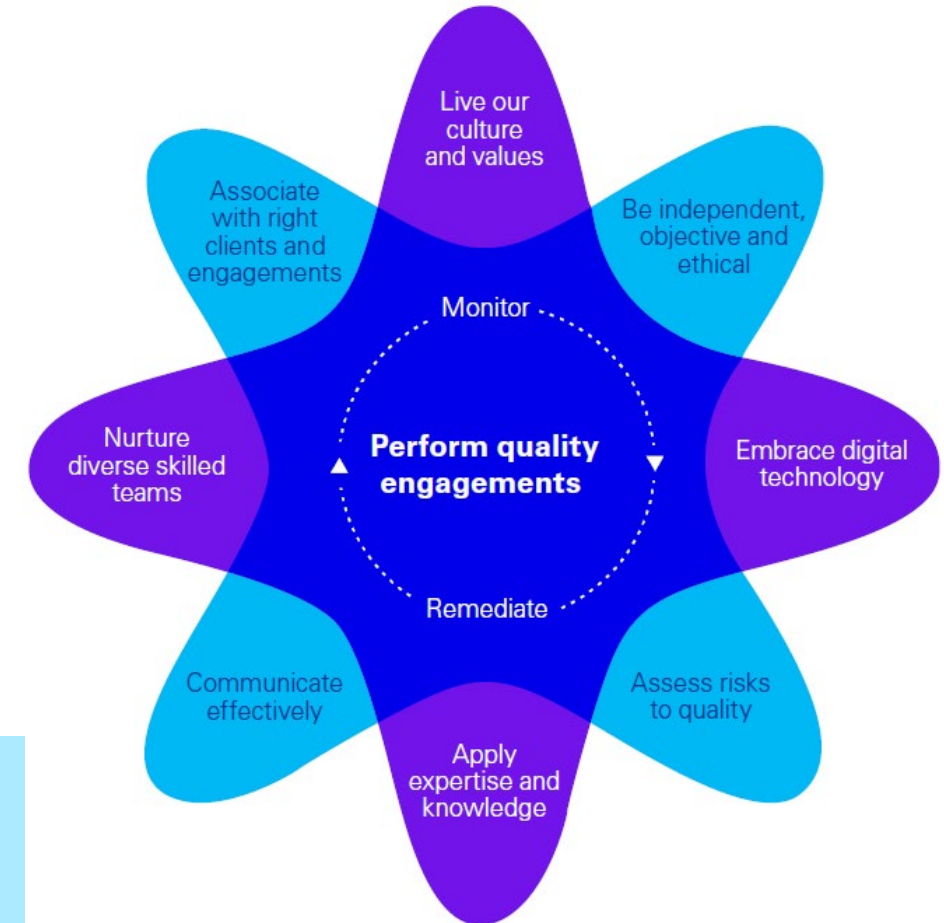 Live our
culture
and values
Be independent,
objective and
ethical
Embrace digital
technology
Assess risks
to quality
Apply
expertise and
knowledge
Communicate
effectively
Nurture
diverse skilled
teams
Associate
with right
clients and
engagements
Monitor
Perform quality
engagements
Remediate